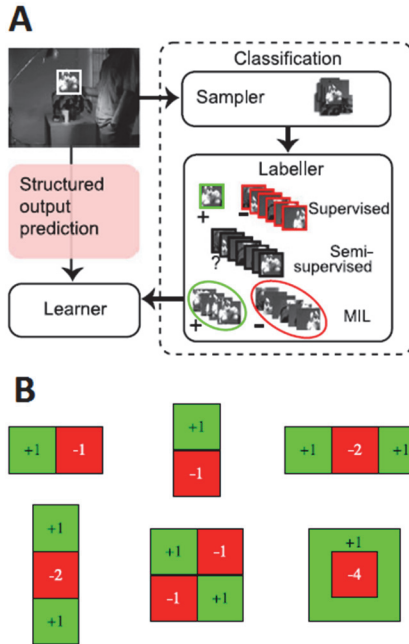 A
Classification
Sampler
Labeller
Structured
output
prediction
+
-
Supervised
?
Semi-
supervised
Learner
+
-
MIL
B
+1 -1
+1
-1
+1 -2 +1
+1
-2
+1
+1 -1
-1 +1
+1
-4